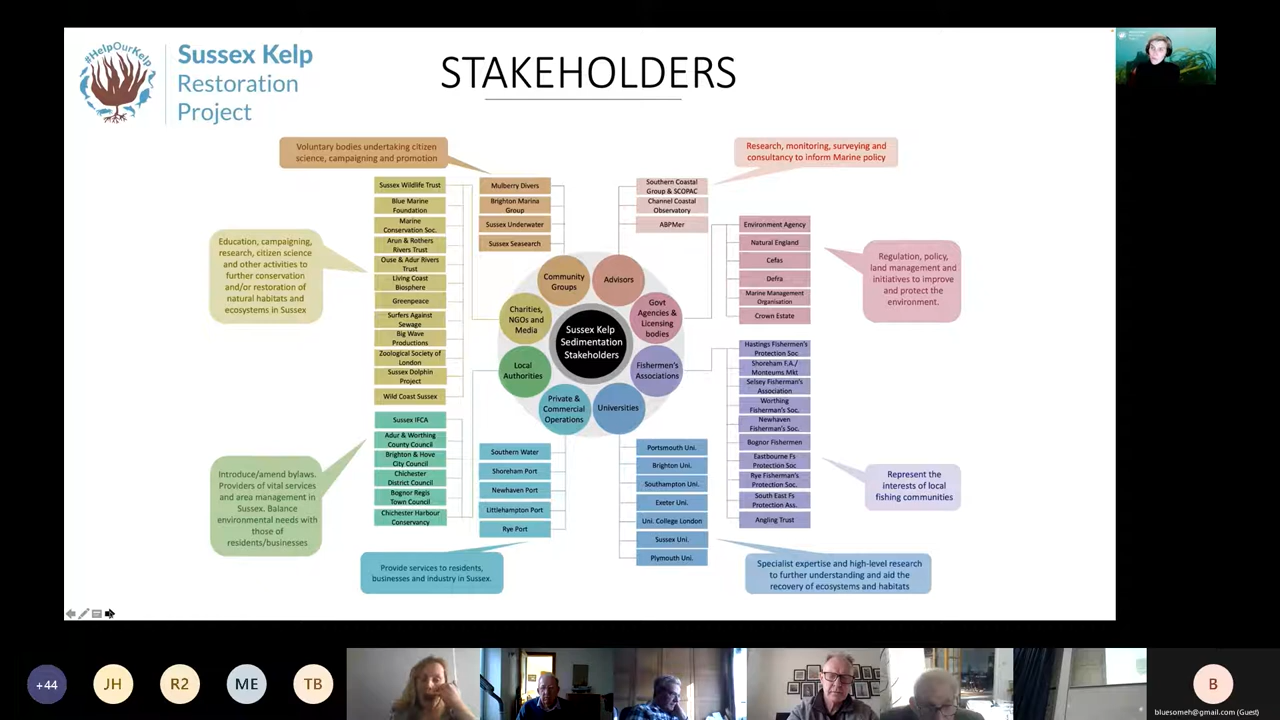 #HelpOurKelp
Sussex Kelp
Restoration
Project
STAKEHOLDERS
Voluntary bodies undertaking citizen
science, campaigning and promotion
Research, monitoring, surveying and
consultancy to inform Marine policy
Sussex Wildlife Trust
Blue Marine
Foundation
Marine
Conservation Soc.
Arun & Rothers
Rivers Trust
Ouse & Adur Rivers
Trust
Living Coast
Biosphere
Greenpeace
Surfers Against
Sewage
Big Wave
Productions
Zoological Society of
London
Sussex Dolphin
Project
Wild Coast Sussex
Mulberry Divers
Brighton Marina
Group
Sussex Underwater
Sussex Seasearch
Southern Coastal
Group & SCOPAC
Channel Coastal
Observatory
ABPMer
Environment Agency
Natural England
Cefas
Defra
Marine Management
Organisation
Crown Estate
Education, campaigning,
research, citizen science
and other activities to
further conservation
and/or restoration of
natural habitats and
ecosystems in Sussex
Regulation, policy,
land management and
initiatives to improve
and protect the
environment.
Community
Groups
Advisors
Charities,
NGOs and
Media
Govt
Agencies &
Licensing
bodies
Sussex Kelp
Sedimentation
Stakeholders
Local
Authorities
Fishermen's
Associations
Private &
Commercial
Operations
Universities
Hastings Fishermen's
Protection Soc
Shoreham F.A./
Monteums Mkt
Selsey Fisherman's
Association
Worthing
Fisherman's Soc.
Newhaven
Fisherman's Soc.
Bognor Fishermen
Eastbourne Fs
Protection Soc
Rye Fisherman's
Protection Soc.
South East Fs
Protection Ass.
Angling Trust
Sussex IFCA
Adur & Worthing
County Council
Brighton & Hove
City Council
Chichester
District Council
Bognor Regis
Town Council
Chichester Harbour
Conservancy
Southern Water
Shoreham Port
Newhaven Port
Littlehampton Port
Rye Port
Portsmouth Uni.
Brighton Uni.
Southampton Uni.
Exeter Uni.
Uni. College London
Sussex Uni.
Plymouth Uni.
Introduce/amend bylaws.
Providers of vital services
and area management in
Sussex. Balance
environmental needs with
those of
residents/businesses
Represent the
interests of local
fishing communities
Provide services to residents,
businesses and industry in Sussex.
Specialist expertise and high-level research
to further understanding and aid the
recovery of ecosystems and habitats
+44
JH
R2
ME
TB
B
bluesomeh@gmail.com (Guest)